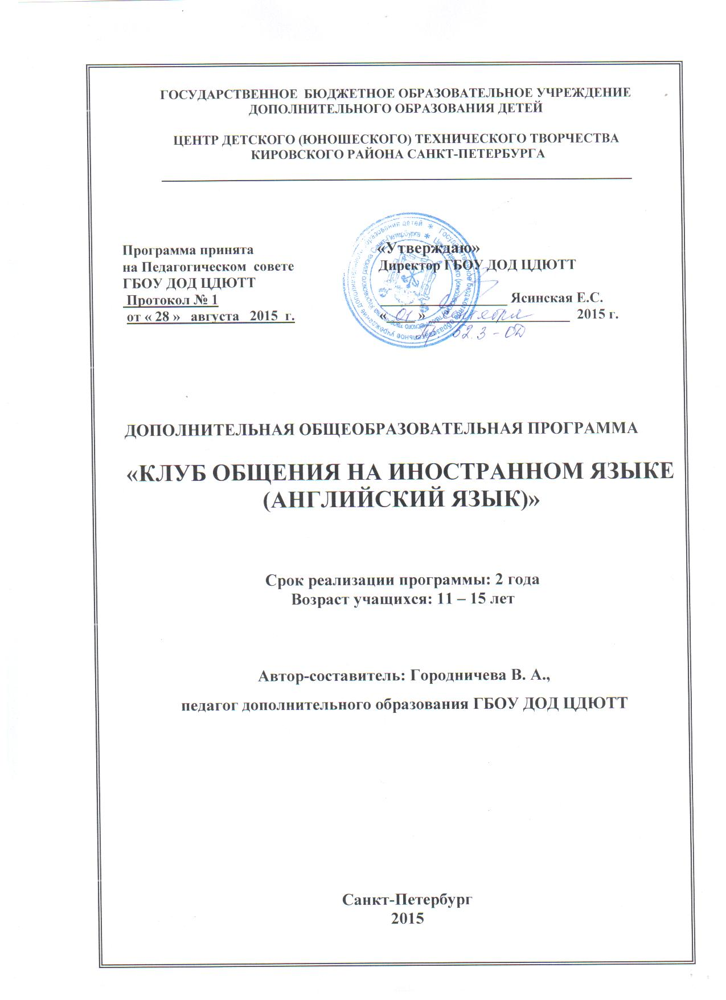 ГОСУДАРСТВЕННОЕ БЮДЖЕТНОЕ ОБРАЗОВАТЕЛЬНОЕ УЧРЕЖДЕНИЕ
ДОПОЛНИТЕЛЬНОГО ОБРАЗОВАНИЯ ДЕТЕЙ
ЦЕНТР ДЕТСКОГО (ЮНОШЕСКОГО) ТЕХНИЧЕСКОГО ТВОРЧЕСТВА
КИРОВСКОГО РАЙОНА САНКТ-ПЕТЕРБУРГА
Программа принята
на Педагогическом совете
ГБОУ ДОД ЦДЮТТ
Протокол № 1
от « 28 » августа 2015 г.
«Утверждаю»
Директор ГБОУ ДОД ЦДЮТТ
Ясинская Е.С.
« 01 » сентября 2015 г.
Пр. 52.3-ОД
ДОПОЛНИТЕЛЬНАЯ ОБЩЕОБРАЗОВАТЕЛЬНАЯ ПРОГРАММА
«КЛУБ ОБЩЕНИЯ НА ИНОСТРАННОМ ЯЗЫКЕ
(АНГЛИЙСКИЙ ЯЗЫК)»
Срок реализации программы: 2 года
Возраст учащихся: 11 – 15 лет
Автор-составитель: Городничева В. А.,
педагог дополнительного образования ГБОУ ДОД ЦДЮТТ
Санкт-Петербург
2015